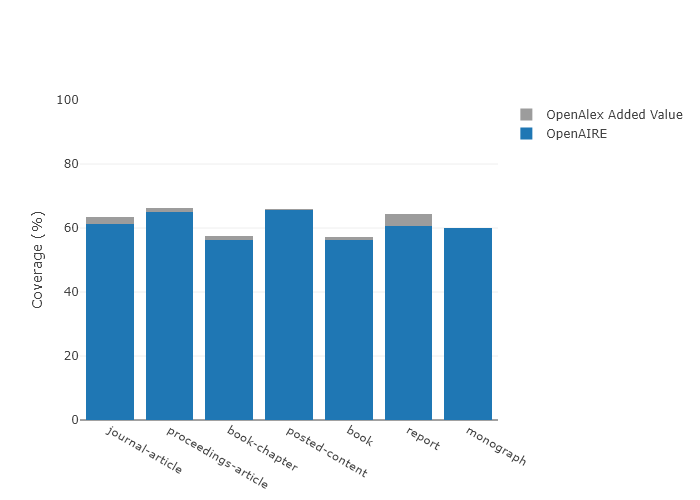 100
80
60
40
20
0
Coverage (%)
journal-article
proceedings-article
book-chapter
posted-content
book
report
monograph
OpenAlex Added Value
OpenAIRE